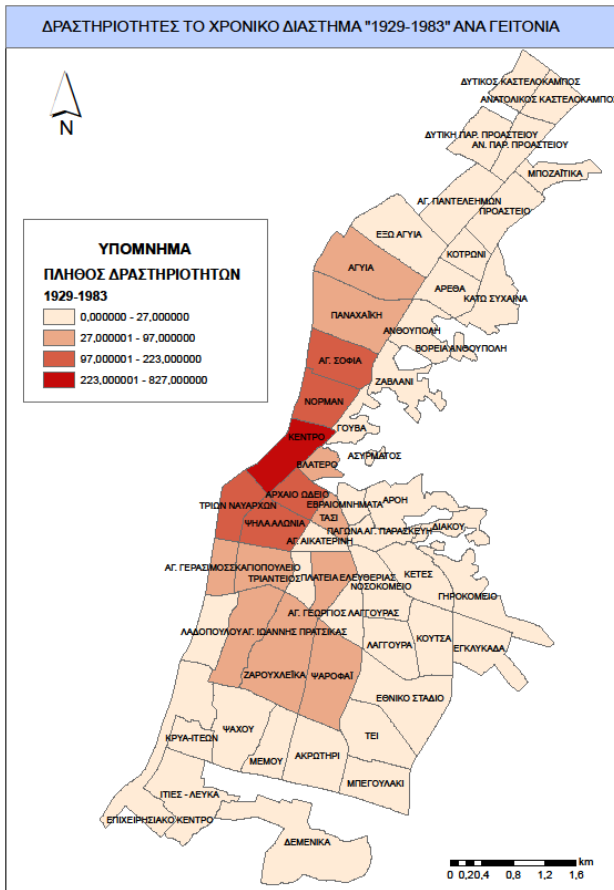 ΔΡΑΣΤΗΡΙΟΤΗΤΕΣ ΤΟ ΧΡΟΝΙΚΟ ΔΙΑΣΤΗΜΑ "1929-1983" ΑΝΑ ΓΕΙΤΟΝΙΑ
N
ΔΥΤΙΚΟΣ ΚΑΣΤΕΛΟΚΑΜΠΟΣ
ΑΝΑΤΟΛΙΚΟΣ ΚΑΣΤΕΛΟΚΑΜΠΟΣ
ΔΥΤΙΚΗ ΠΑΡ. ΠΡΟΑΣΤΕΙΟΥ
ΑΝ. ΠΑΡ. ΠΡΟΑΣΤΕΙΟΥ
ΜΠΟΖΑΪΤΙΚΑ
ΑΓ. ΠΑΝΤΕΛΕΗΜΩΝ
ΠΡΟΑΣΤΕΙΟ
ΕΞΩ ΑΓΥΙΑ
ΚΟΤΡΩΝΙ
ΑΓΥΙΑ
ΑΡΕΘΑ
ΚΑΤΩ ΣΥΧΑΙΝΑ
ΠΑΝΑΧΑΪΚΗ
ΑΝΘΟΥΠΟΛΗ
ΒΟΡΕΙΑ ΑΝΘΟΥΠΟΛΗ
ΑΓ. ΣΟΦΙΑ
ΖΑΒΛΑΝΙ
ΝΟΡΜΑΝ
ΓΟΥΒΑ
ΚΕΝΤΡΟ
ΑΣΥΡΜΑΤΟΣ
ΒΛΑΤΕΡΟ
ΥΠΟΜΝΗΜΑ
ΠΛΗΘΟΣ ΔΡΑΣΤΗΡΙΟΤΗΤΩΝ
1929-1983
0,000000 - 27,000000
27,000001 - 97,000000
97,000001 - 223,000000
223,000001 - 827,000000
ΑΡΧΑΙΟ ΩΔΕΙΟ
ΑΡΟΗ
ΤΡΙΩΝ ΝΑΥΑΡΧΩΝ
ΕΒΡΑΙΟΜΝΗΜΑΤΑ
ΨΗΛΑ ΑΛΩΝΙΑ
ΤΑΣΙ
ΠΑΓΩΝΑ
ΑΓ. ΠΑΡΑΣΚΕΥΗ
ΔΙΑΚΟΥ
ΑΓ. ΑΙΚΑΤΕΡΙΝΗ
ΑΓ. ΓΕΡΑΣΙΜΟΣ
ΣΚΑΓΙΟΠΟΥΛΕΙΟ
ΤΡΙΑΝΤΕΙΟΣ
ΠΛΑΤΕΙΑ ΕΛΕΥΘΕΡΙΑΣ
ΝΟΣΟΚΟΜΕΙΟ
ΚΕΤΕΣ
ΓΗΡΟΚΟΜΕΙΟ
ΑΓ. ΓΕΩΡΓΙΟΣ ΛΑΓΓΟΥΡΑΣ
ΛΑΔΟΠΟΥΛΟΥ
ΑΓ. ΙΩΑΝΝΗΣ ΠΡΑΤΣΙΚΑΣ
ΛΑΓΓΟΥΡΑ
ΚΟΥΤΣΑ
ΕΓΛΥΚΑΔΑ
ΖΑΡΟΥΧΛΕΪΚΑ
ΨΑΡΟΦΑΪ
ΕΘΝΙΚΟ ΣΤΑΔΙΟ
ΨΑΧΟΥ
ΚΡΥΑ-ΙΤΕΩΝ
ΤΕΙ
ΜΕΜΟΥ
ΑΚΡΩΤΗΡΙ
ΜΠΕΓΟΥΛΑΚΙ
ΙΤΙΕΣ - ΛΕΥΚΑ
ΕΠΙΧΕΙΡΗΣΙΑΚΟ ΚΕΝΤΡΟ
ΔΕΜΕΝΙΚΑ
km
0 0,20,4 0,8 1,2 1,6